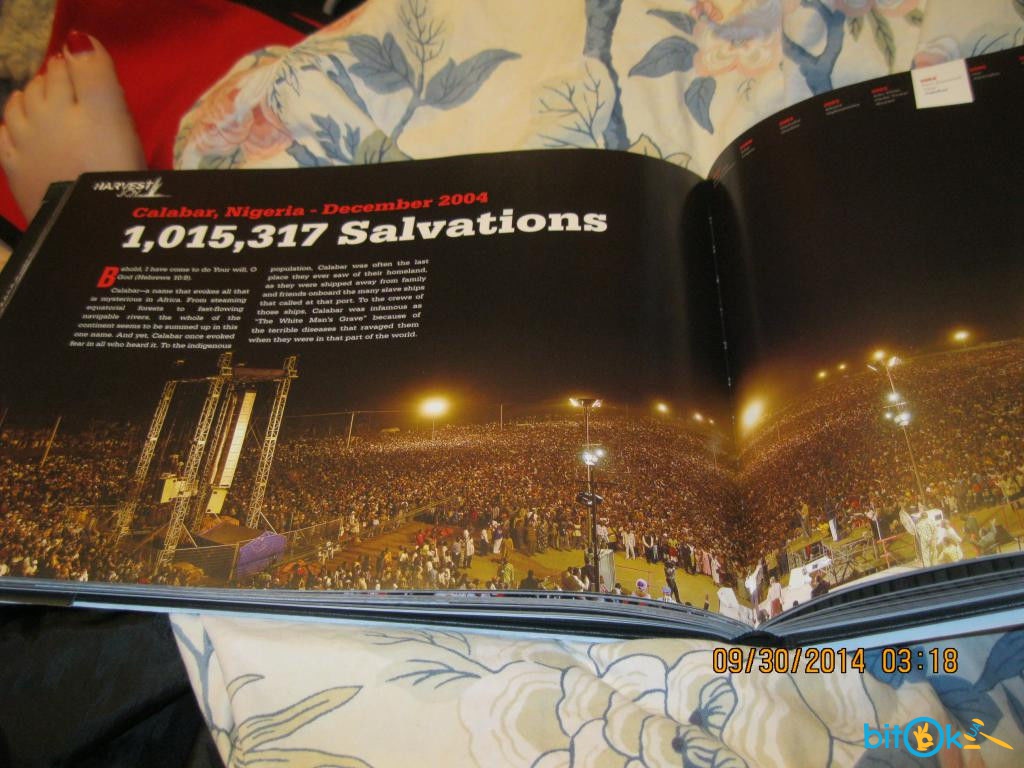 HARVEST
Calabar, Nigeria - December 2004
1,015,317 Salvations
Behold, I have come to do Your will, O
God (Hebrews 10:9).
Calabar—a name that evokes all that
is mysterious in Africa. From steaming
equatorial forests to fast-flowing
navigable rivers, the whole of the
continent seems to be summed up in this
one name. And yet, Calabar once evoked
fear in all who heard it. To the indigenous
population, Calabar was often the last
place they ever saw of their homeland,
as they were shipped away from family
and friends onboard the many slave ships
that called at that port. To the crews of
those ships, Calabar was infamous as
"The White Man's Grave" because of
the terrible diseases that ravaged them
when they were in that part of the world.
09/30/2014 03:18
bitOk